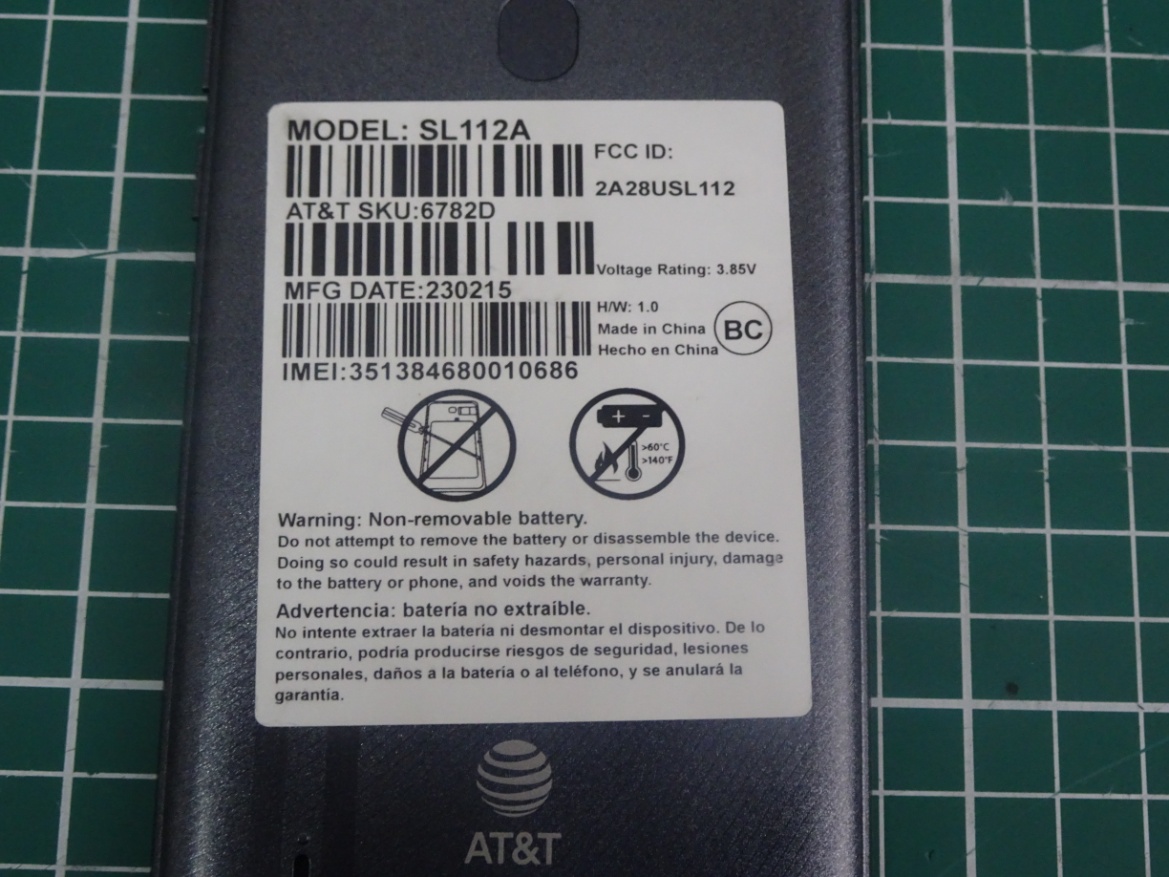 MODEL: SL112A
FCC ID:
2A28USL112
AT&T SKU:6782D
Voltage Rating: 3.85V
MFG DATE:230215
H/W: 1.0
Made in China
BC
Hecho en China
IMEI:351384680010686
+ -
>60°C
>140°F
Warning: Non-removable battery.
Do not attempt to remove the battery or disassemble the device.
Doing so could result in safety hazards, personal injury, damage
to the battery or phone, and voids the warranty.
Advertencia: batería no extraíble.
No intente extraer la batería ni desmontar el dispositivo. De lo
contrario, podría producirse riesgos de seguridad, lesiones
personales, daños a la batería o al teléfono, y se anulará la
garantía.
AT&T